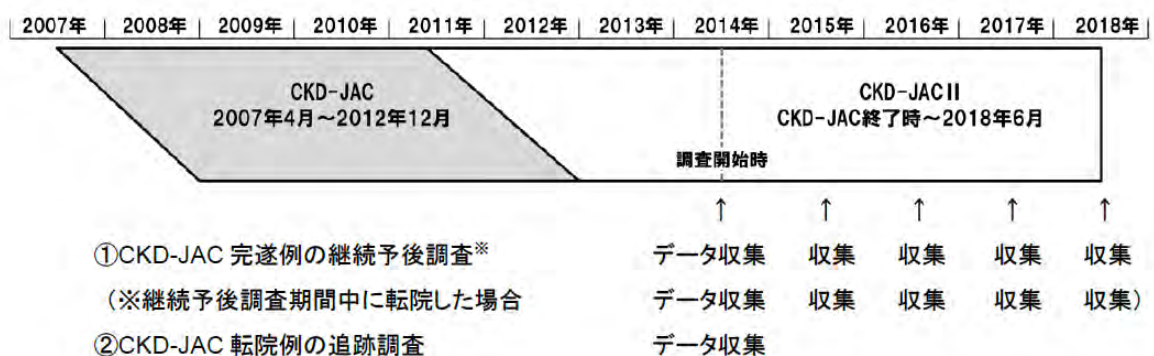 2007年 2008年 2009年 2010年 2011年 2012年 2013年 2014年 2015年 2016年 2017年 2018年
CKD-JAC
2007年4月～2012年12月
CKD-JACⅡ
CKD-JAC終了時～2018年6月
調査開始時
↑ ↑ ↑ ↑ ↑
①CKD-JAC 完遂例の継続予後調査※ データ収集 収集 収集 収集 収集
（※継続予後調査期間中に転院した場合 データ収集 収集 収集 収集 収集）
②CKD-JAC 転院例の追跡調査 データ収集